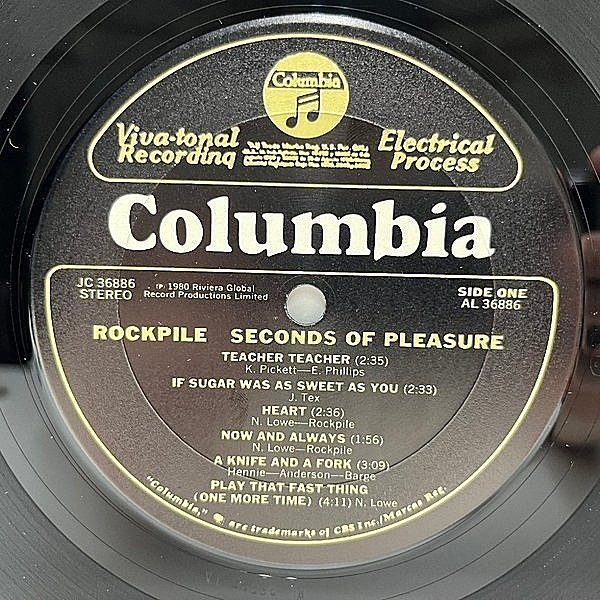 Columbia
Viva-tonal Recording
Electrical Process
Columbia
JC 36886
STEREO
℗ 1980 Riviera Global
Record Productions Limited
SIDE ONE
AL 36886
ROCKPILE SECONDS OF PLEASURE
TEACHER TEACHER (2:35)
K. Pickett—E. Phillips
IF SUGAR WAS AS SWEET AS YOU (2:33)
J. Tex
HEART (2:36)
N. Lowe—Rockpile
NOW AND ALWAYS (1:56)
N. Lowe—Rockpile
A KNIFE AND A FORK (3:09)
Hennie—Anderson—Barge
PLAY THAT FAST THING
(ONE MORE TIME) (4:11) N. Lowe
"Columbia," are trademarks of CBS Inc./Marcas Reg.